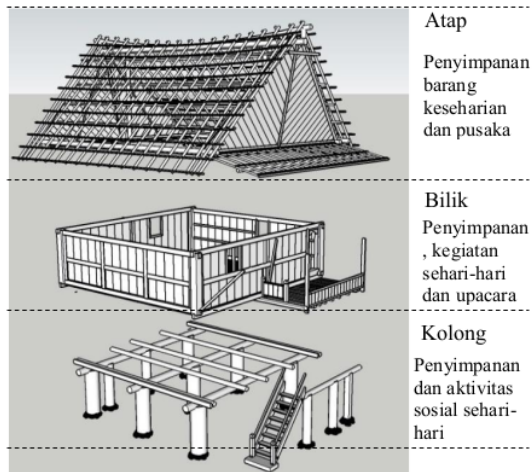 Atap
Penyimpanan
barang
keseharian
dan pusaka
Bilik
Penyimpanan
, kegiatan
sehari-hari
dan upacara
Kolong
Penyimpanan
dan aktivitas
sosial sehari-
hari